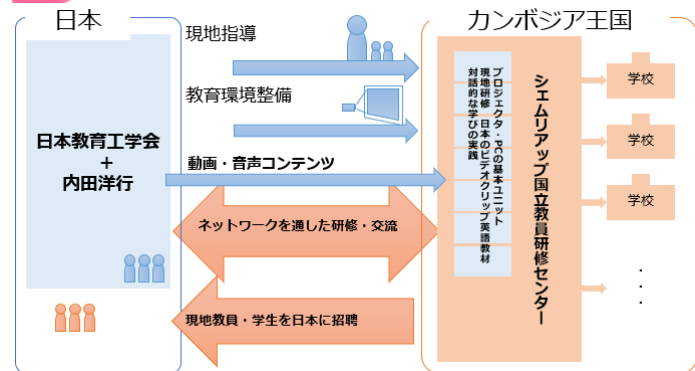 日本
カンボジア王国
現地指導
教育環境整備
日本教育工学会
+
内田洋行
動画・音声コンテンツ
ネットワークを通した研修・交流
現地教員・学生を日本に招聘
プロジェクタ・PCの基本ユニット
現地研修 日本のビデオクリップ英語教材
対話的な学びの実践
シェムリアップ国立教員研修センター
学校
学校
学校
・・・